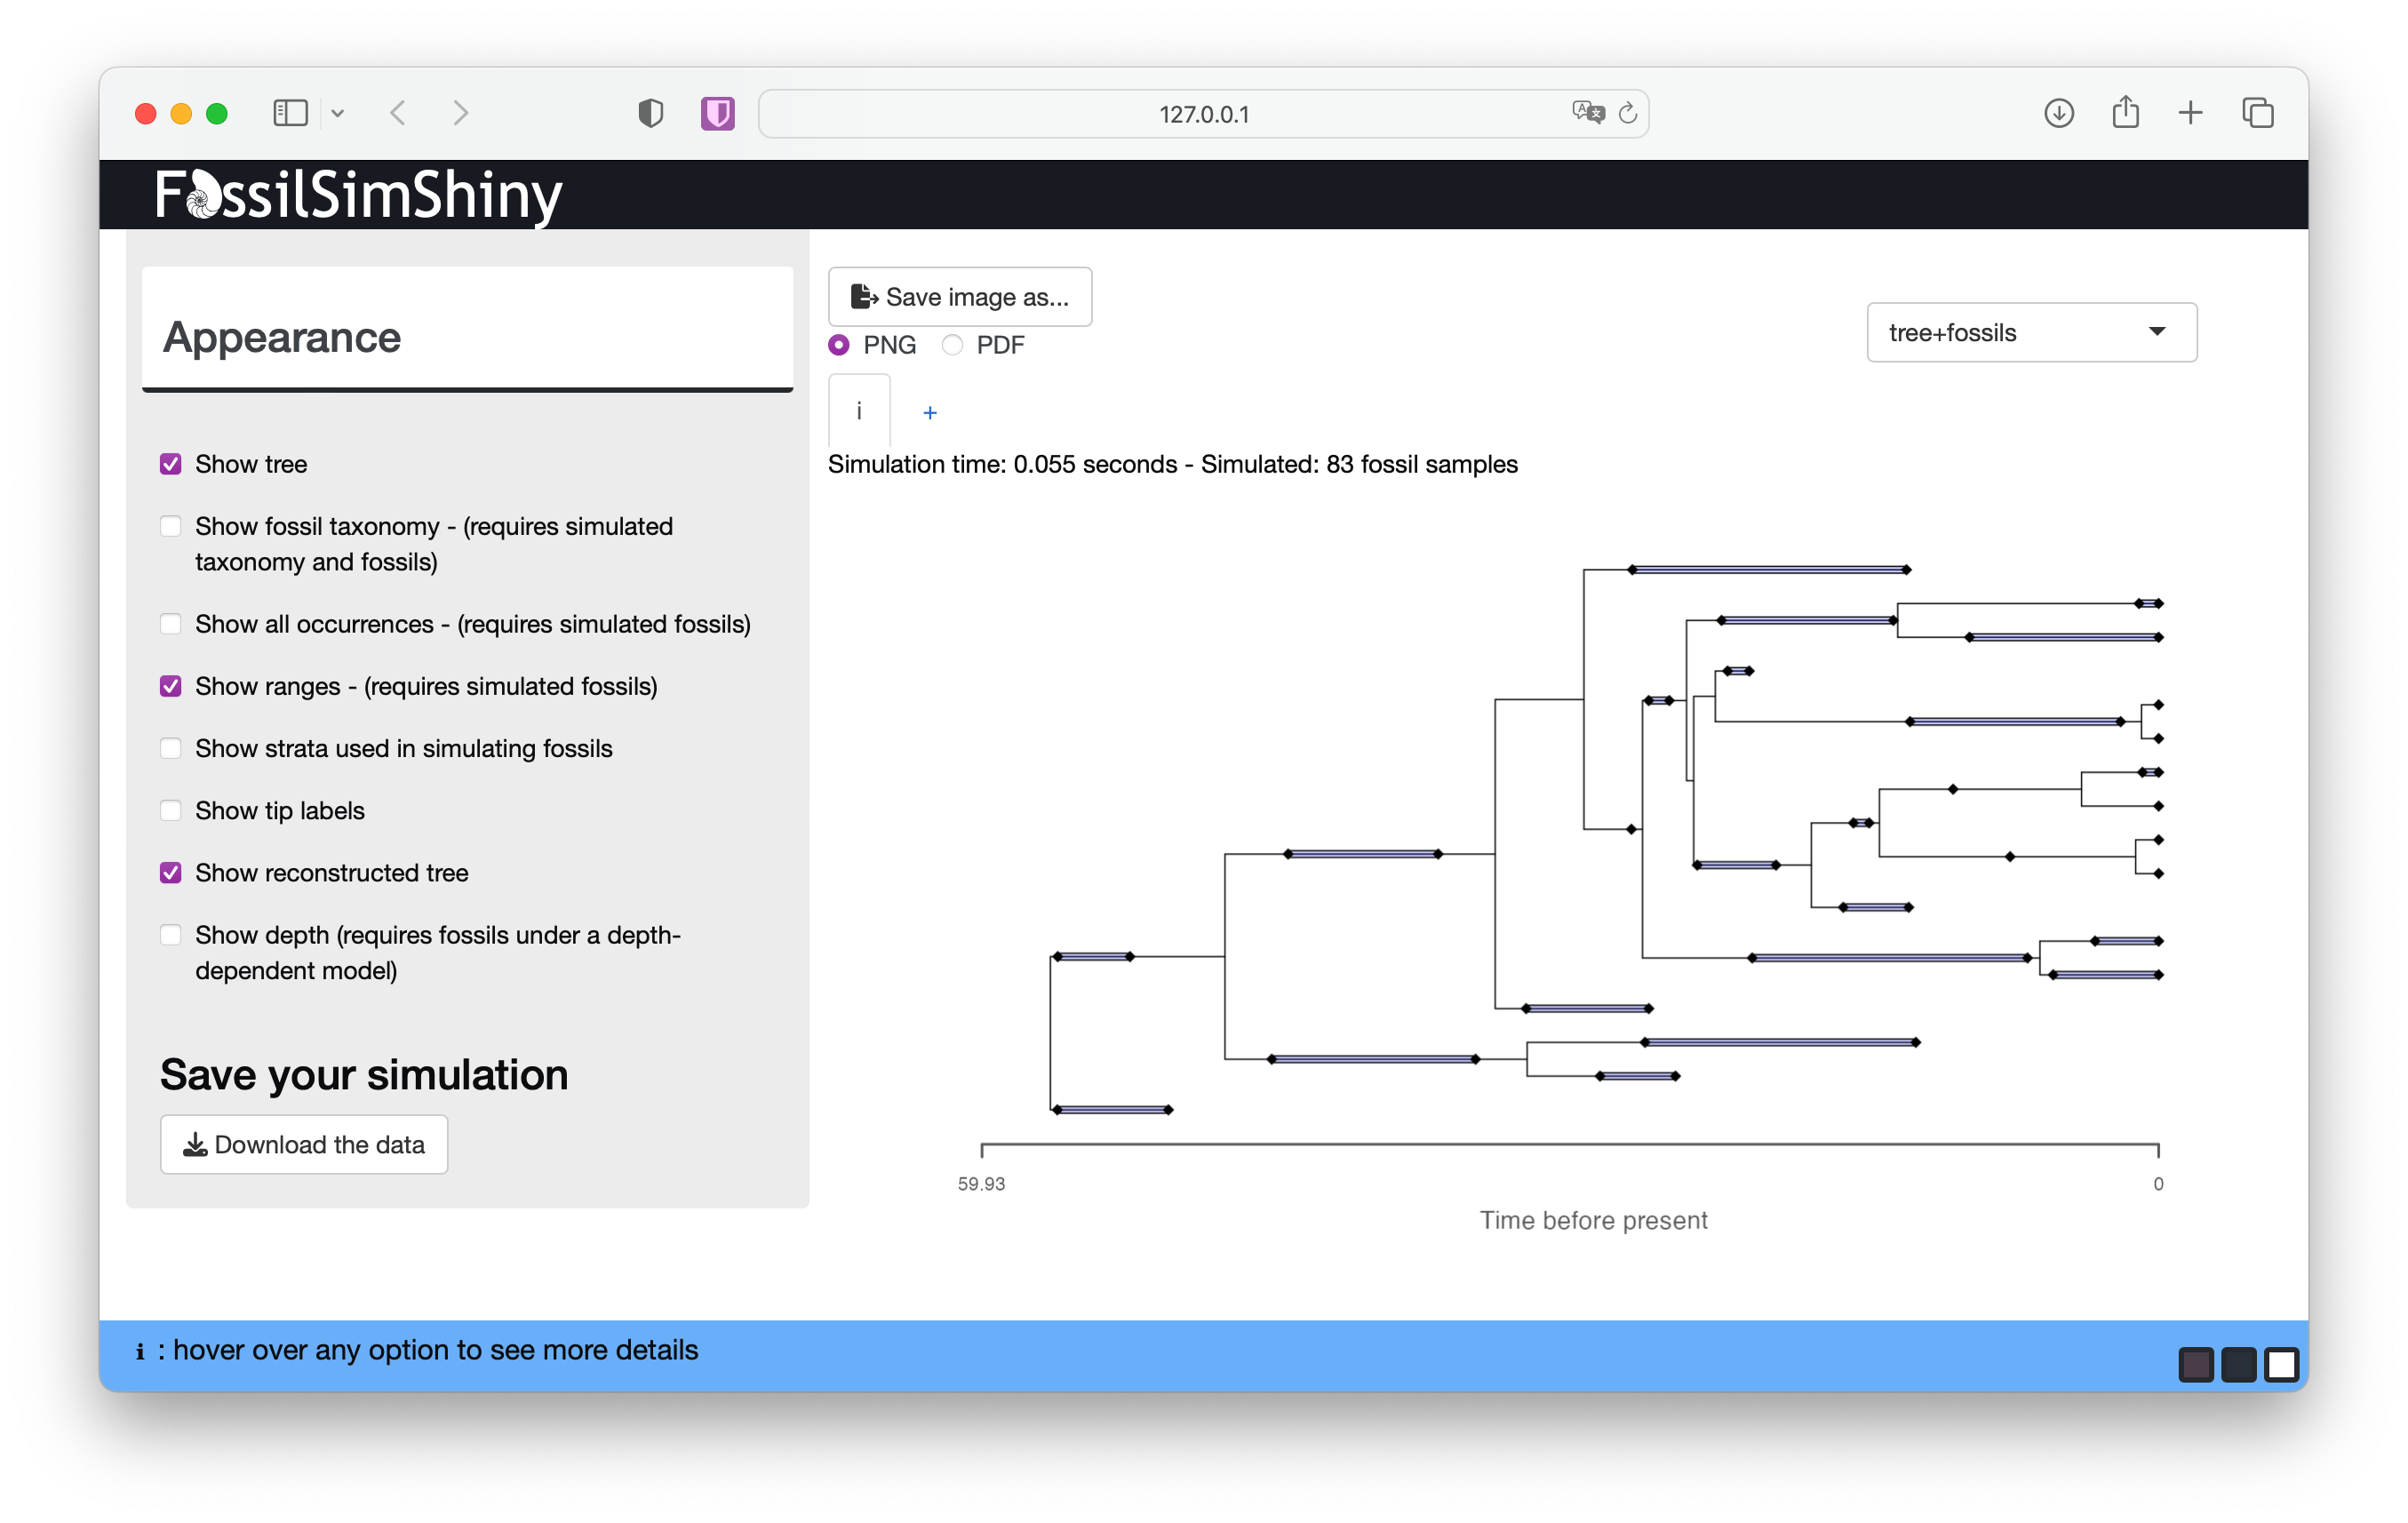 127.0.0.1
FossilSimShiny
Appearance
Show tree
Show fossil taxonomy - (requires simulated
taxonomy and fossils)
Show all occurrences - (requires simulated fossils)
Show ranges - (requires simulated fossils)
Show strata used in simulating fossils
Show tip labels
Show reconstructed tree
Show depth (requires fossils under a depth-
dependent model)
Save your simulation
Download the data
Save image as...
PNG PDF
tree+fossils
i +
Simulation time: 0.055 seconds - Simulated: 83 fossil samples
59.93 0
Time before present
i : hover over any option to see more details